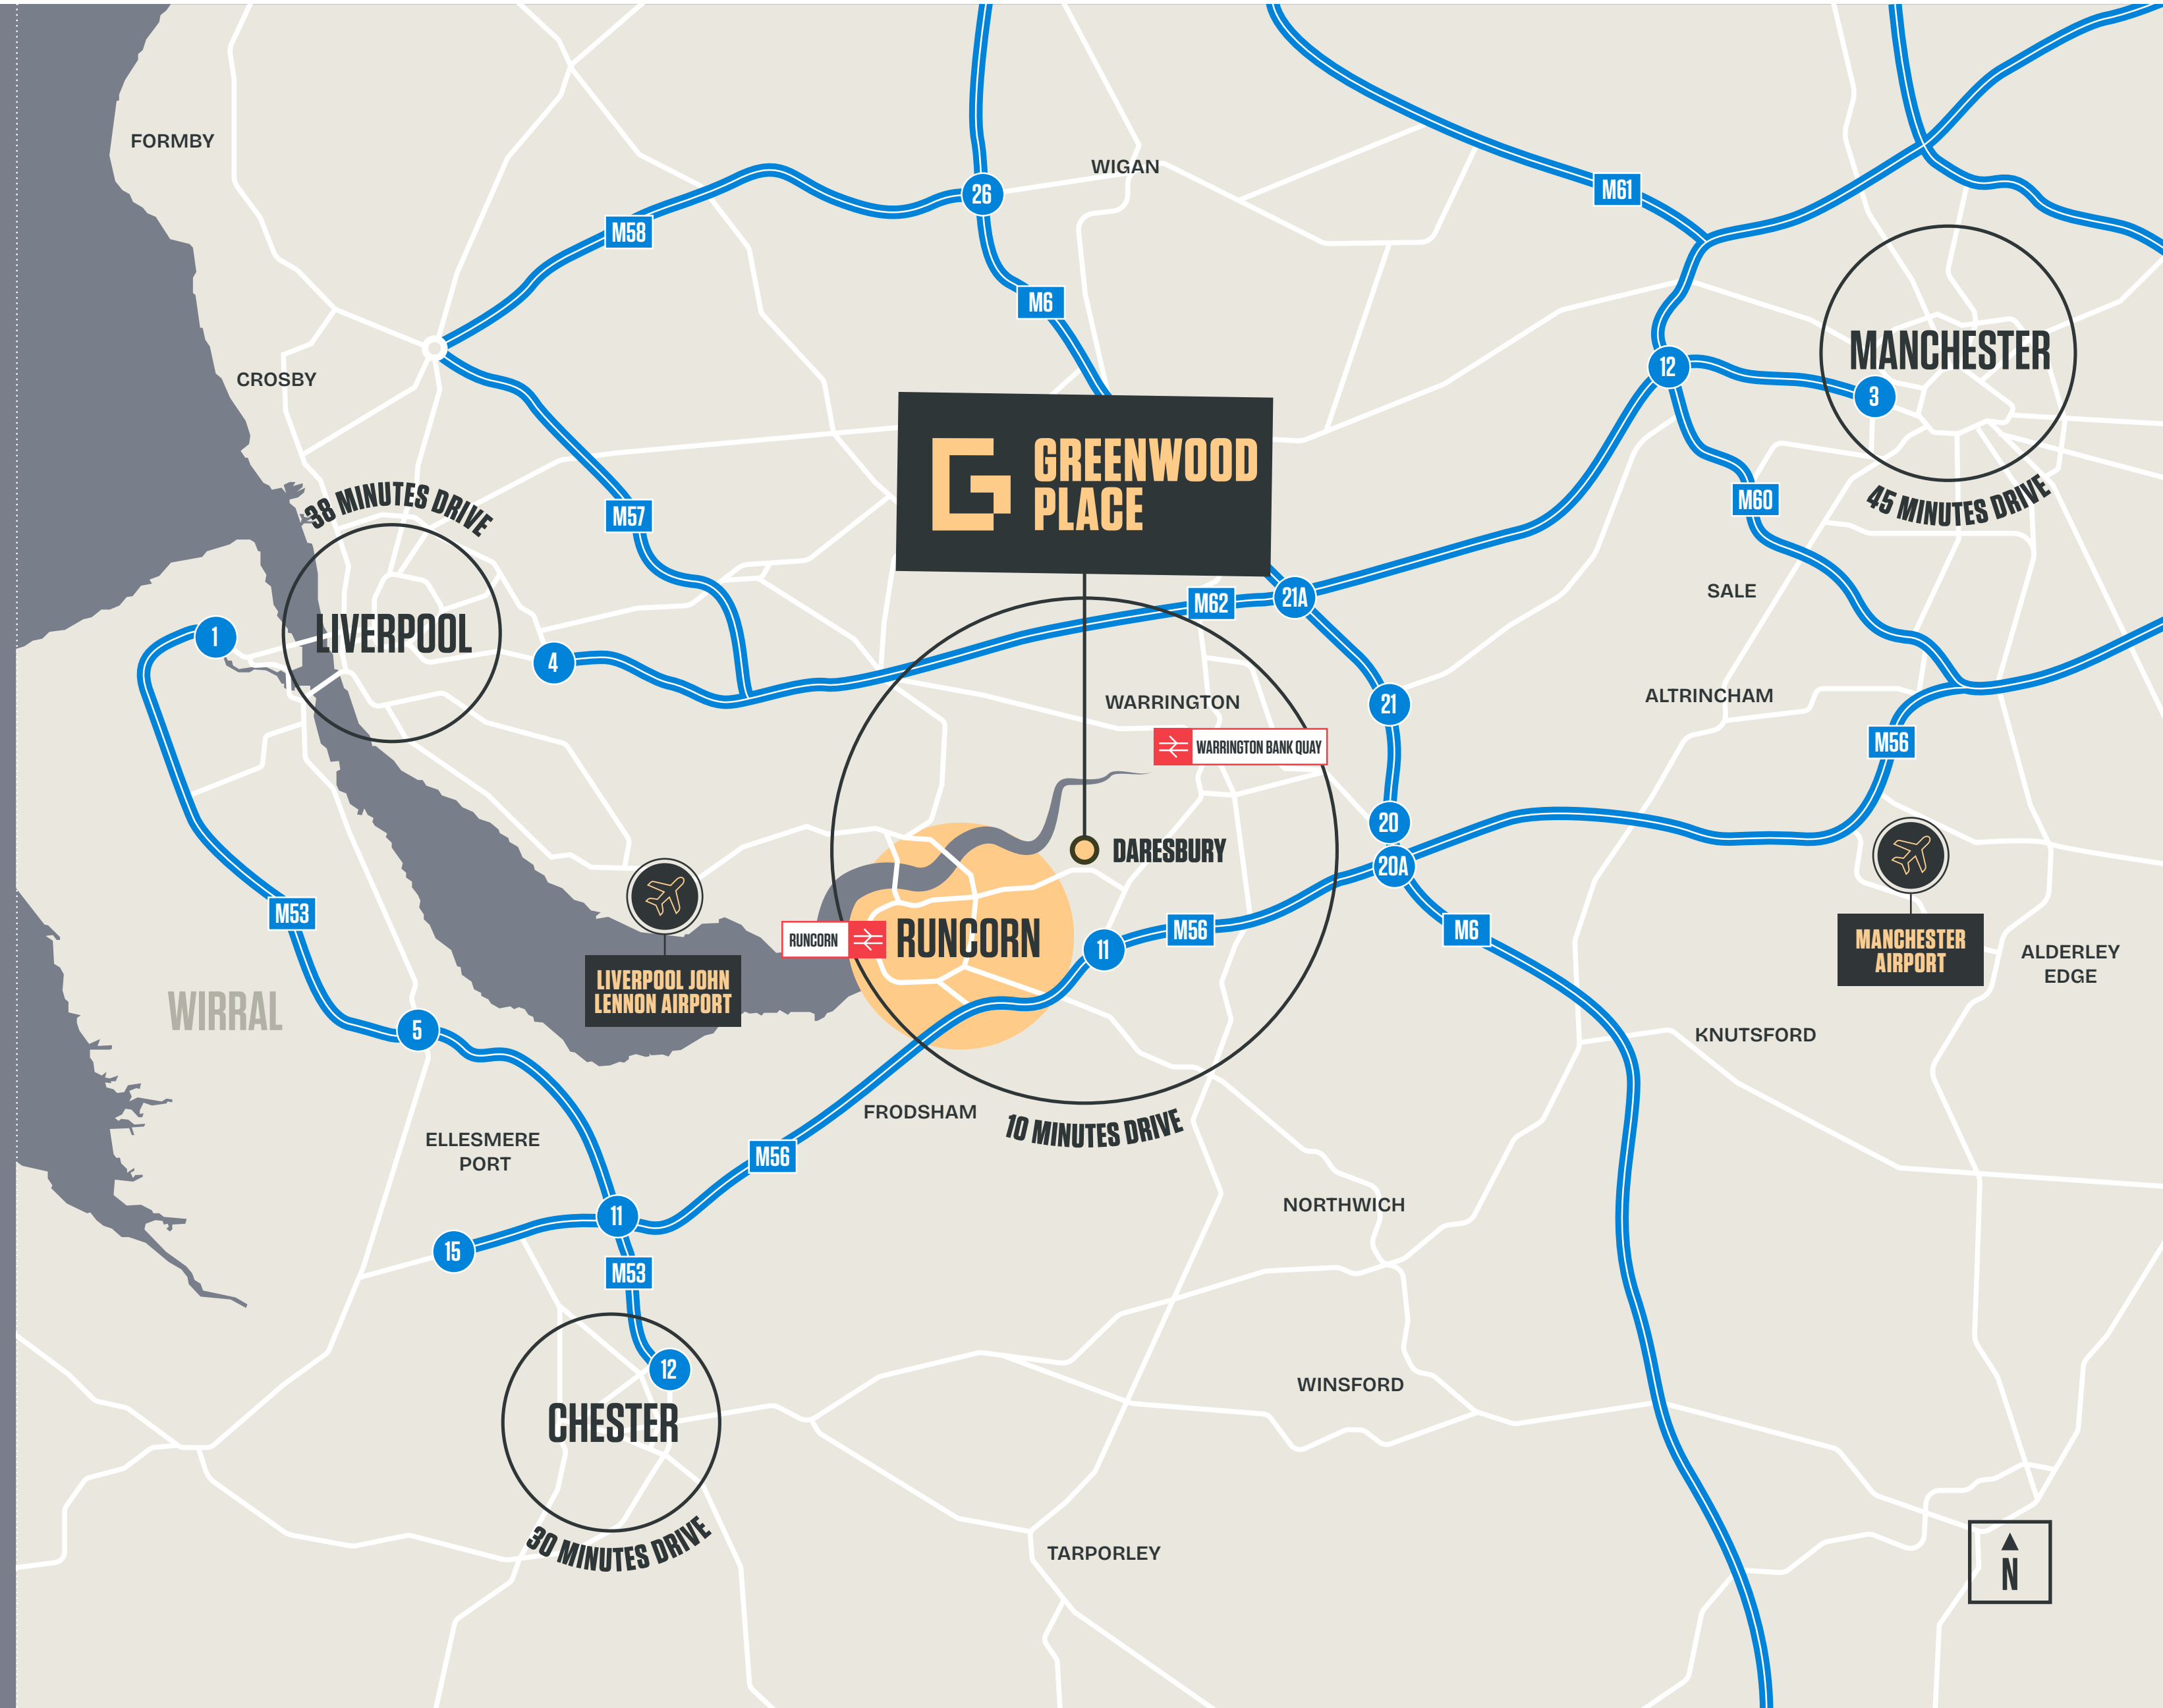 FORMBY
WIGAN
26
M61
M58
M6
MANCHESTER
12
3
CROSBY
GREENWOOD
PLACE
38 MINUTES DRIVE
M57
M60
45 MINUTES DRIVE
SALE
M62
21A
1
LIVERPOOL
4
WARRINGTON
21
ALTRINCHAM
WARRINGTON BANK QUAY
M56
20
DARESBURY
20A
M53
RUNCORN
RUNCORN
11
M56
M6
MANCHESTER
AIRPORT
ALDERLEY
EDGE
LIVERPOOL JOHN
LENNON AIRPORT
WIRRAL
5
KNUTSFORD
FRODSHAM
10 MINUTES DRIVE
ELLESMERE
PORT
M56
NORTHWICH
11
15
M53
12
WINSFORD
CHESTER
30 MINUTES DRIVE
TARPORLEY
N